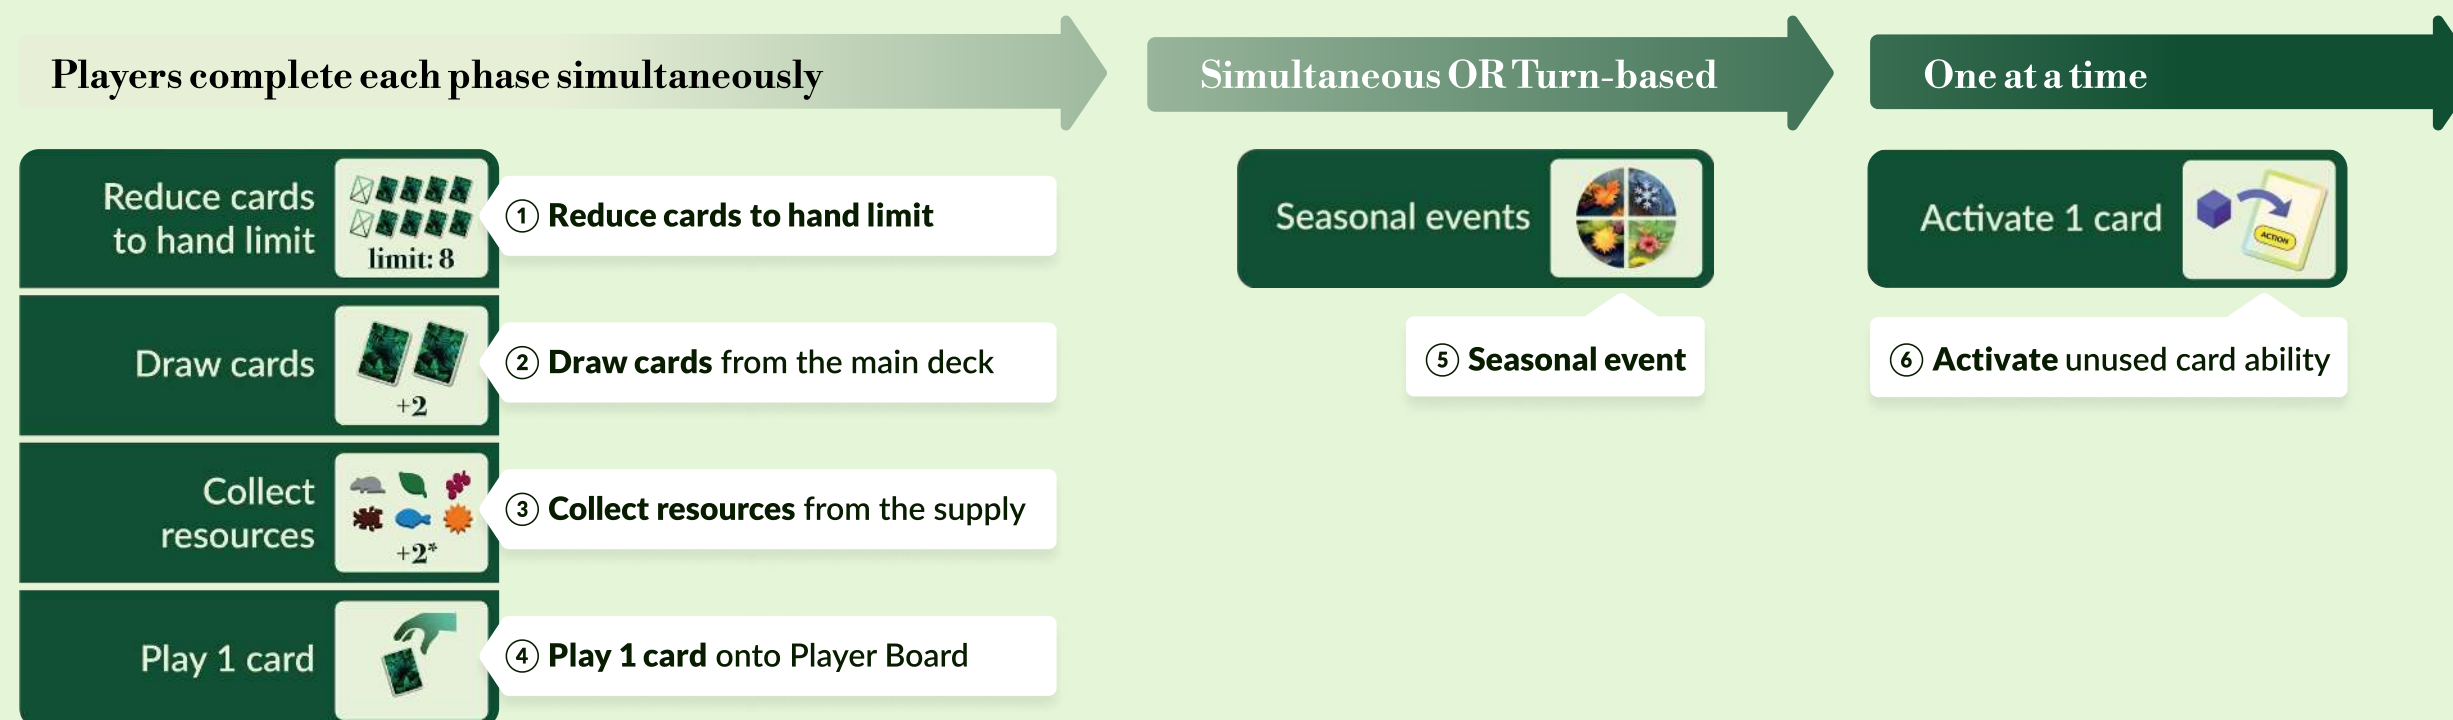 Players complete each phase simultaneously
Simultaneous OR Turn-based
One at a time
Reduce cards
to hand limit
limit: 8
1 Reduce cards to hand limit
Draw cards
+2
2 Draw cards from the main deck
Collect
resources
+2*
3 Collect resources from the supply
Play 1 card
4 Play 1 card onto Player Board
Seasonal events
5 Seasonal event
Activate 1 card
ACTION
6 Activate unused card ability